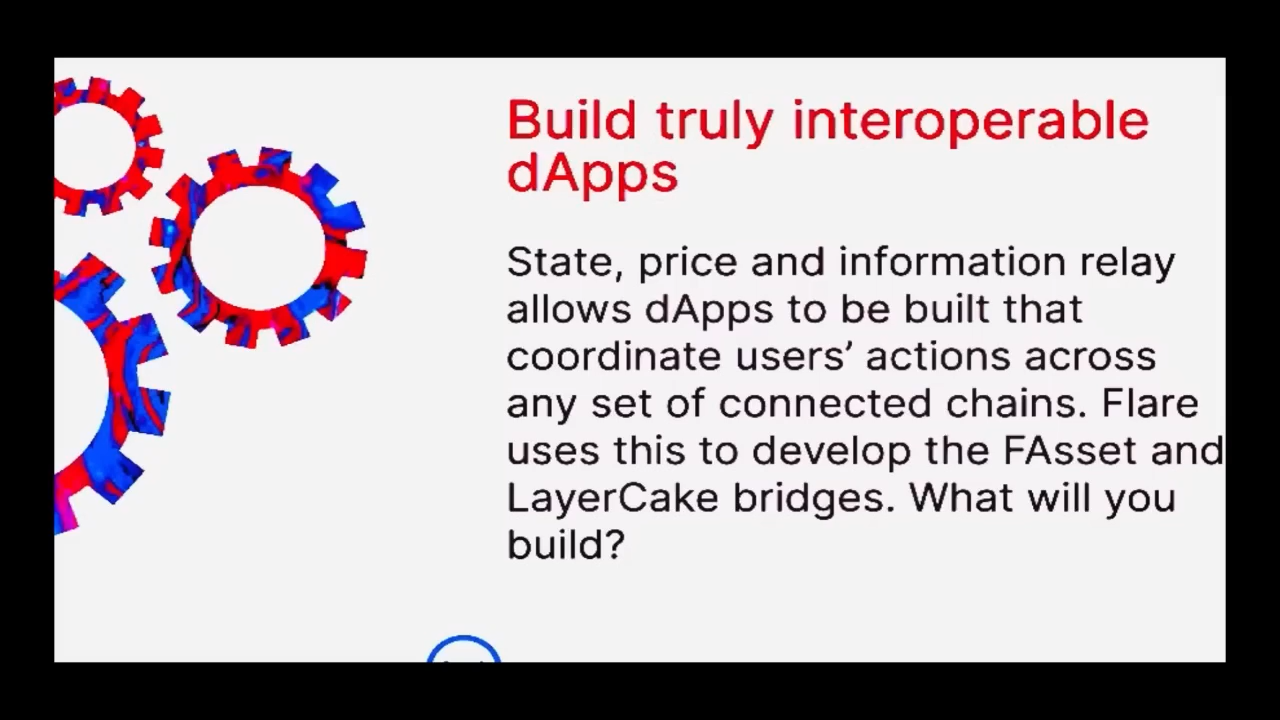 Build truly interoperable
dApps
State, price and information relay
allows dApps to be built that
coordinate users’ actions across
any set of connected chains. Flare
uses this to develop the FAsset and
LayerCake bridges. What will you
build?